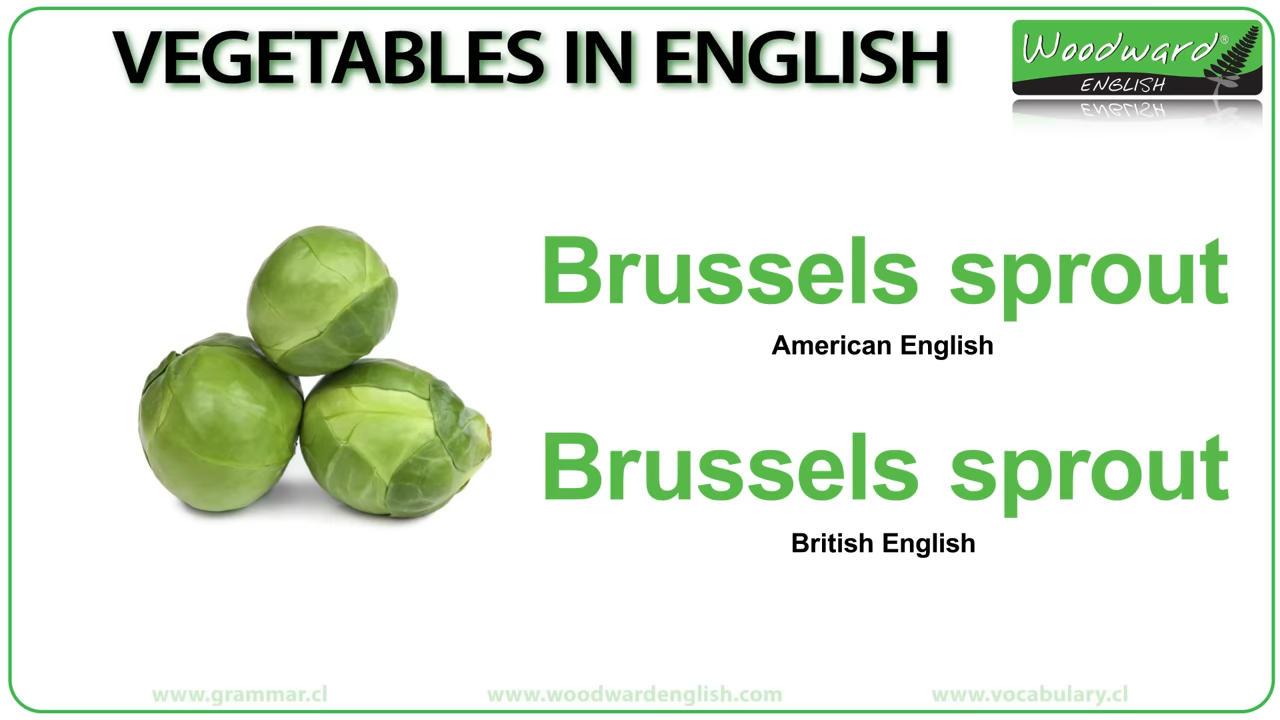 VEGETABLES IN ENGLISH
Woodward®
ENGLISH
Brussels sprout
American English
Brussels sprout
British English
www.grammar.cl
www.woodwardenglish.com
www.vocabulary.cl